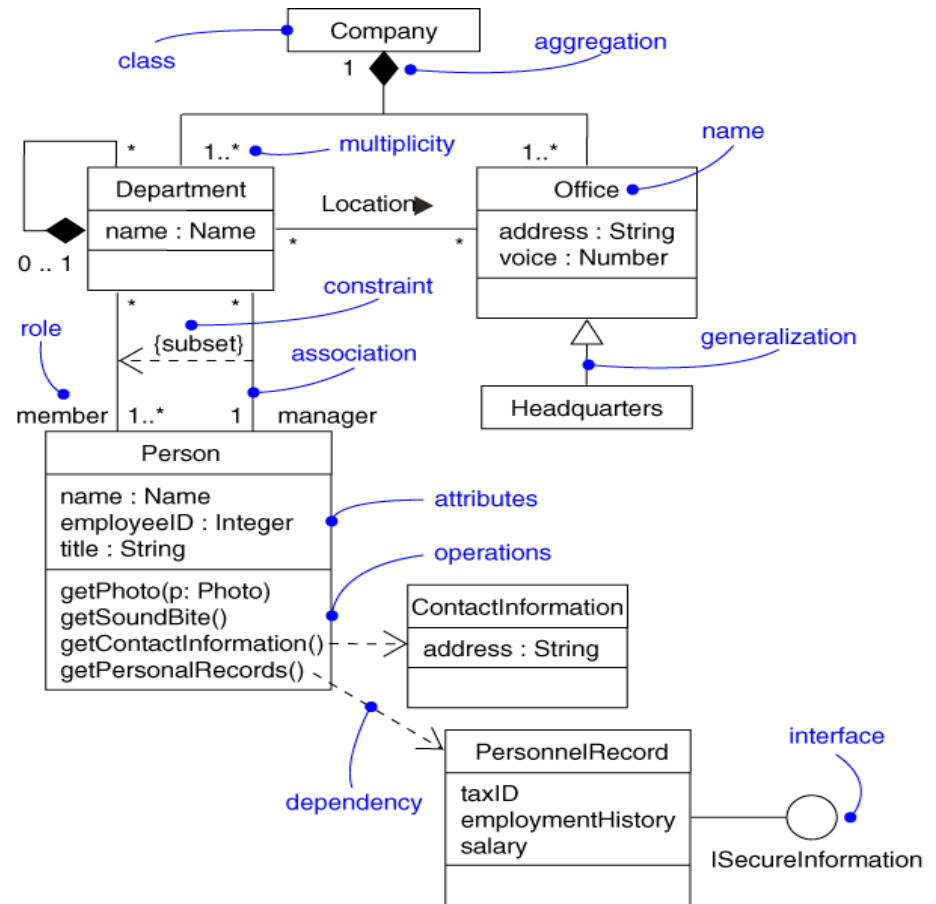 Company
class
aggregation
1
name
* 1..* multiplicity 1..*
Department
Office
Location
name : Name
address : String
voice : Number
* *
0 .. 1
constraint
* *
role
{subset}
association
generalization
member 1..* 1 manager
Headquarters
Person
name : Name
employeeID : Integer
title : String
attributes
operations
getPhoto(p: Photo)
getSoundBite()
getContactInformation()
getPersonalRecords()
ContactInformation
address : String
interface
PersonnelRecord
dependency
taxID
employmentHistory
salary
ISecureInformation